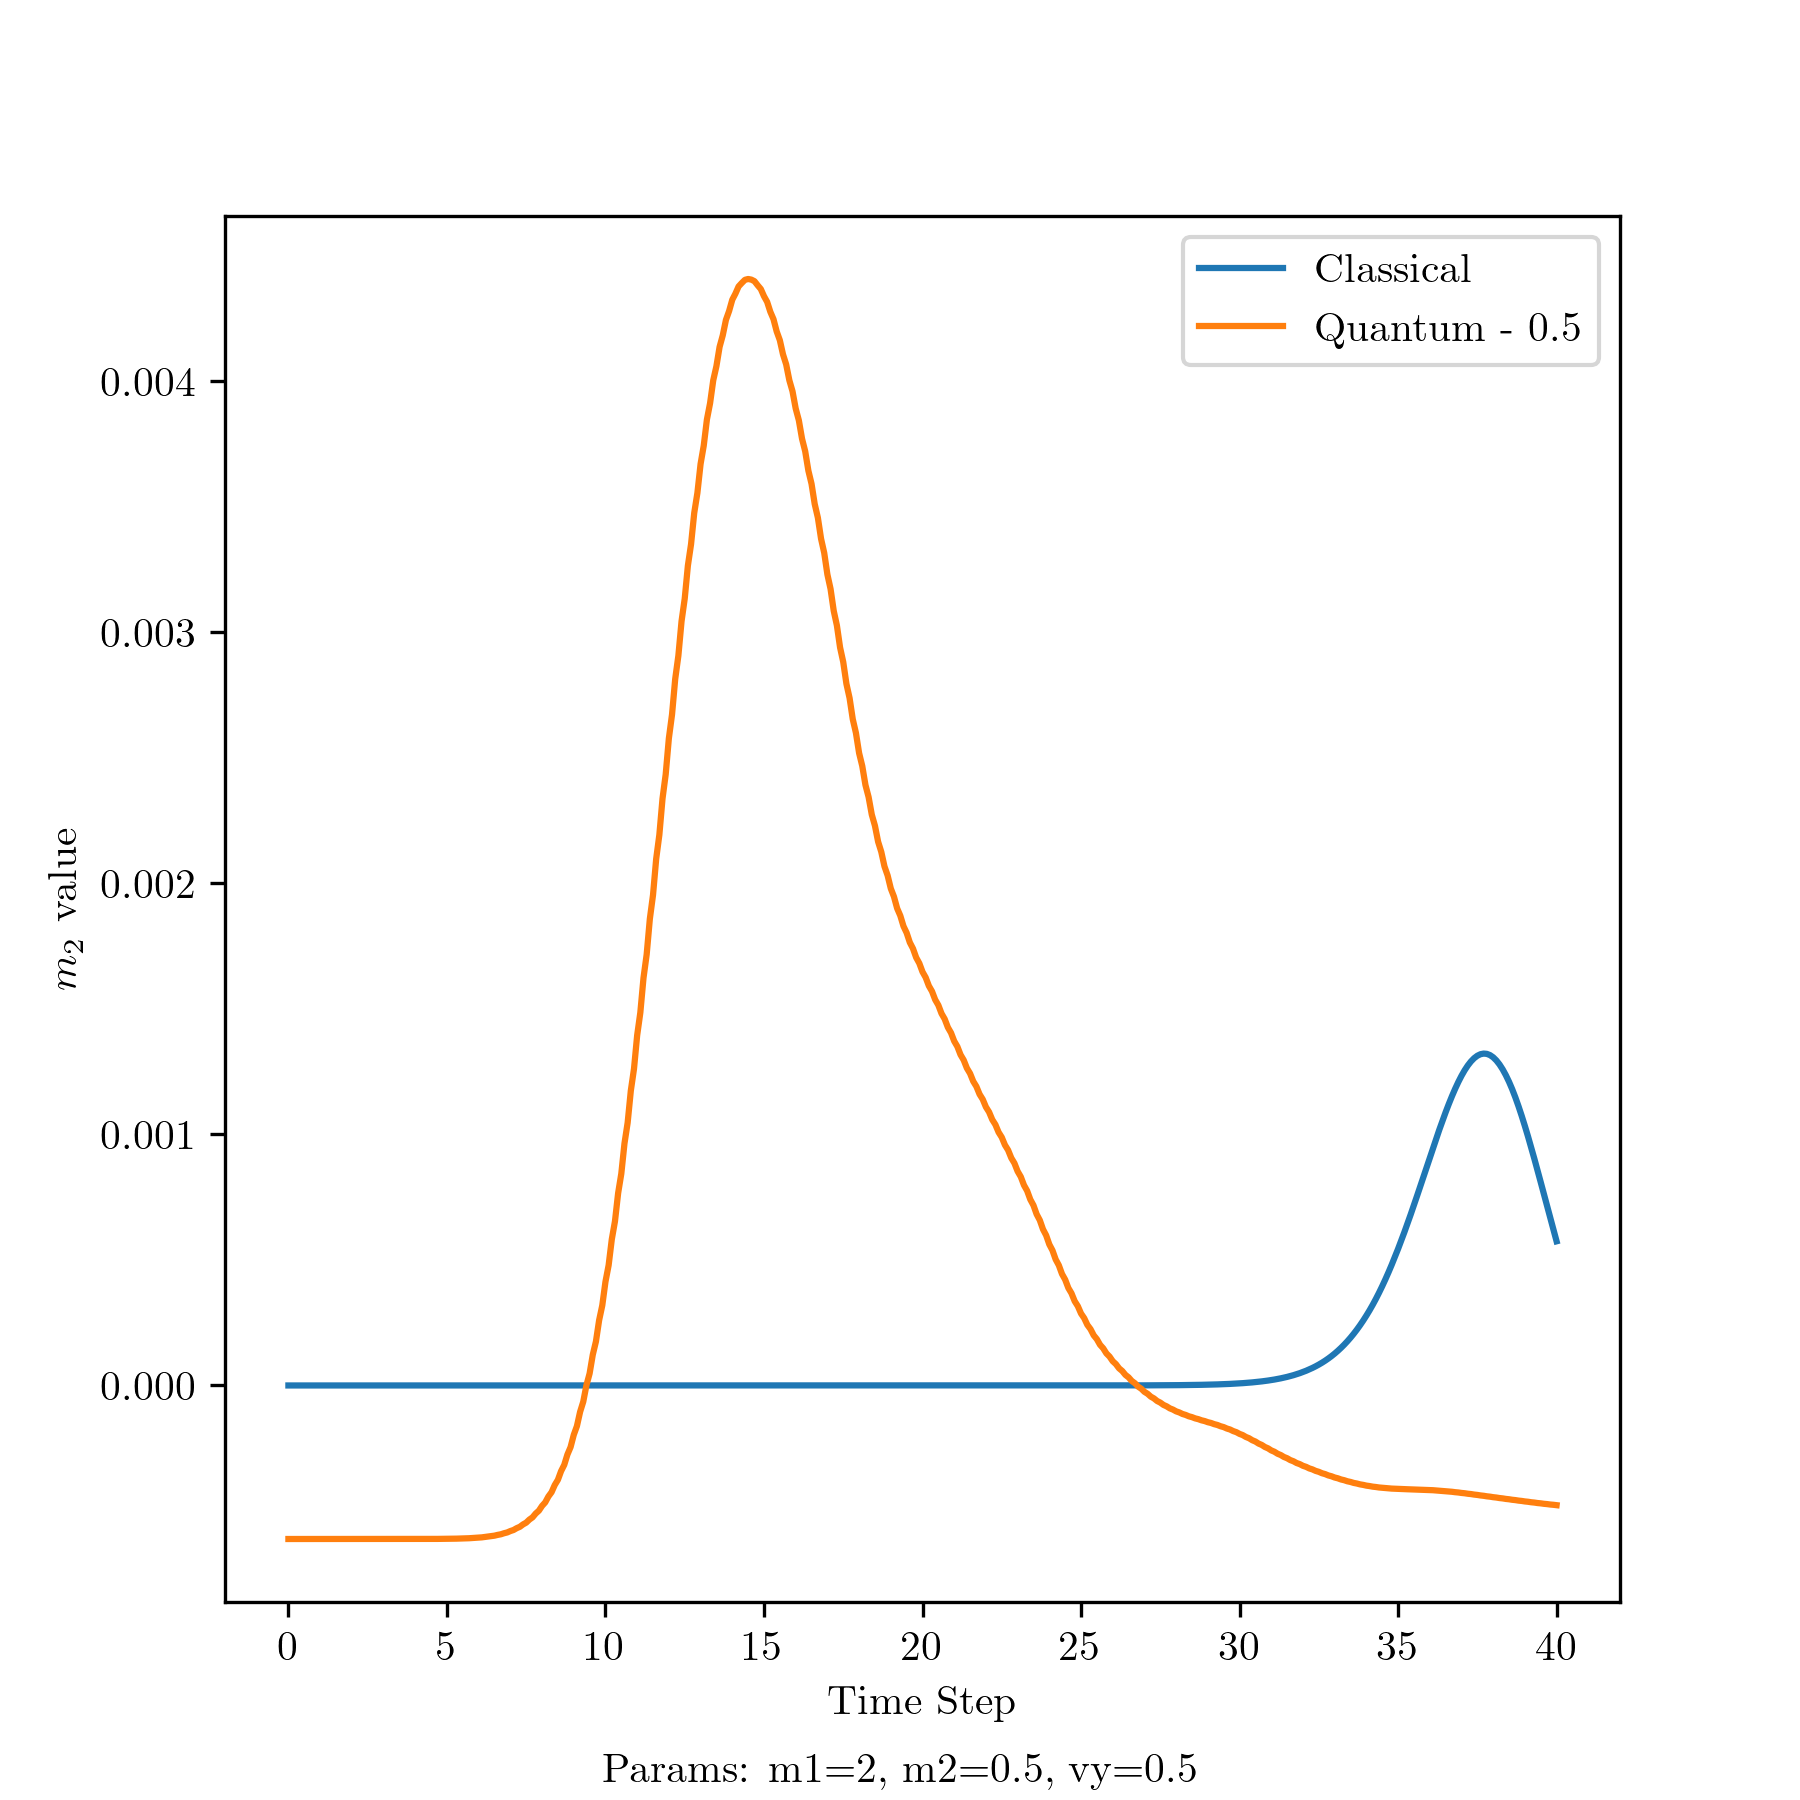 Classical
Quantum - 0.5
0.004
0.003
0.002
0.001
0.000
m₂ value
0 5 10 15 20 25 30 35 40
Time Step
Params: m1=2, m2=0.5, vy=0.5